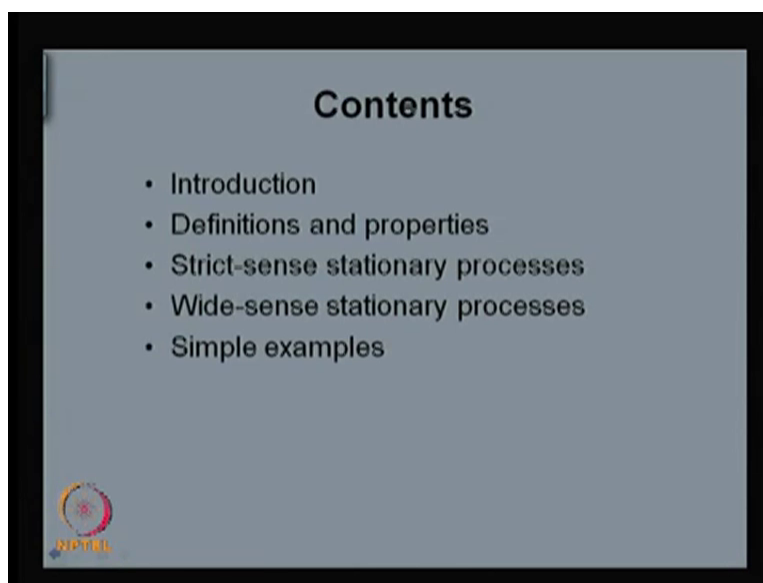 Contents
• Introduction
• Definitions and properties
• Strict-sense stationary processes
• Wide-sense stationary processes
• Simple examples
NPTEL